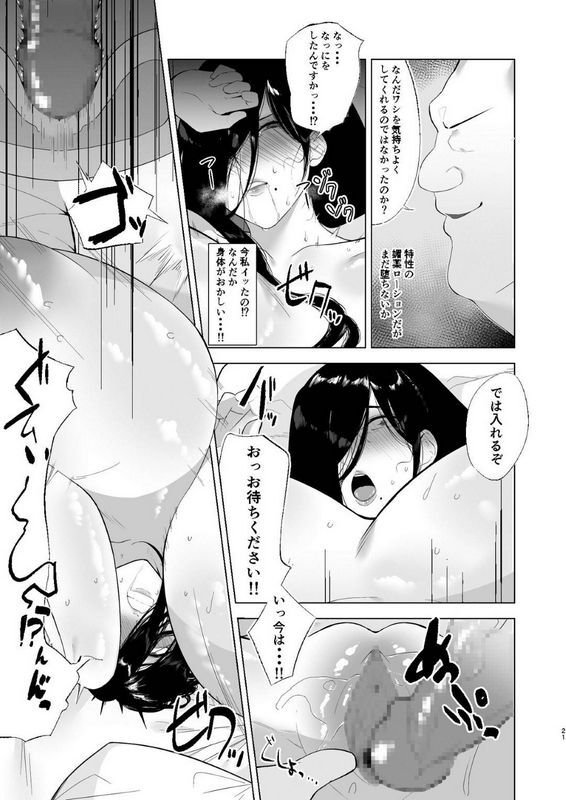 なんだワシを気持ちよく
してくれるのでは
なかったのか?
特性の
媚薬ローションだが
まだ堕ちないか
なっ・・・
なっにを
したんですかっ・・・!?
ゾクゾク
ビクッ
今私イッたの!?
なんだか
身体がおかしい・・・!!
では入れるぞ
おっお待ちください!!
いっ今は・・・!!
ビクッ
21